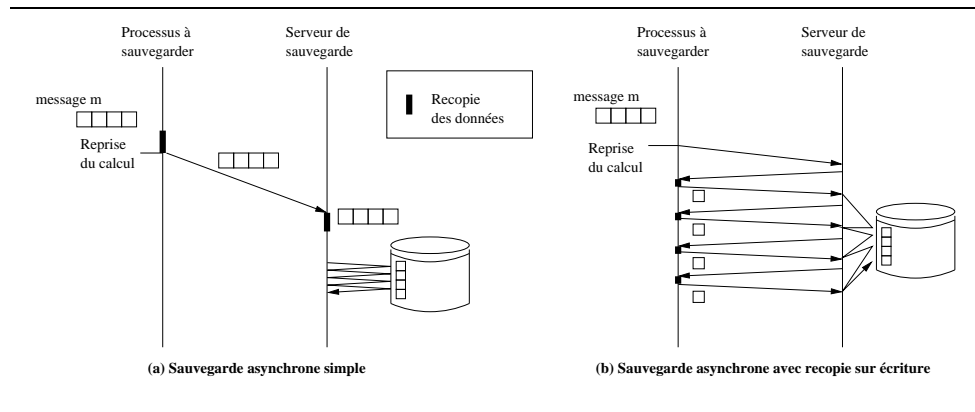 Processus à
sauvegarder
Serveur de
sauvegarde
message m
Reprise
du calcul
Recopie
des données
(a) Sauvegarde asynchrone simple
Processus à
sauvegarder
Serveur de
sauvegarde
message m
Reprise
du calcul
(b) Sauvegarde asynchrone avec recopie sur écriture